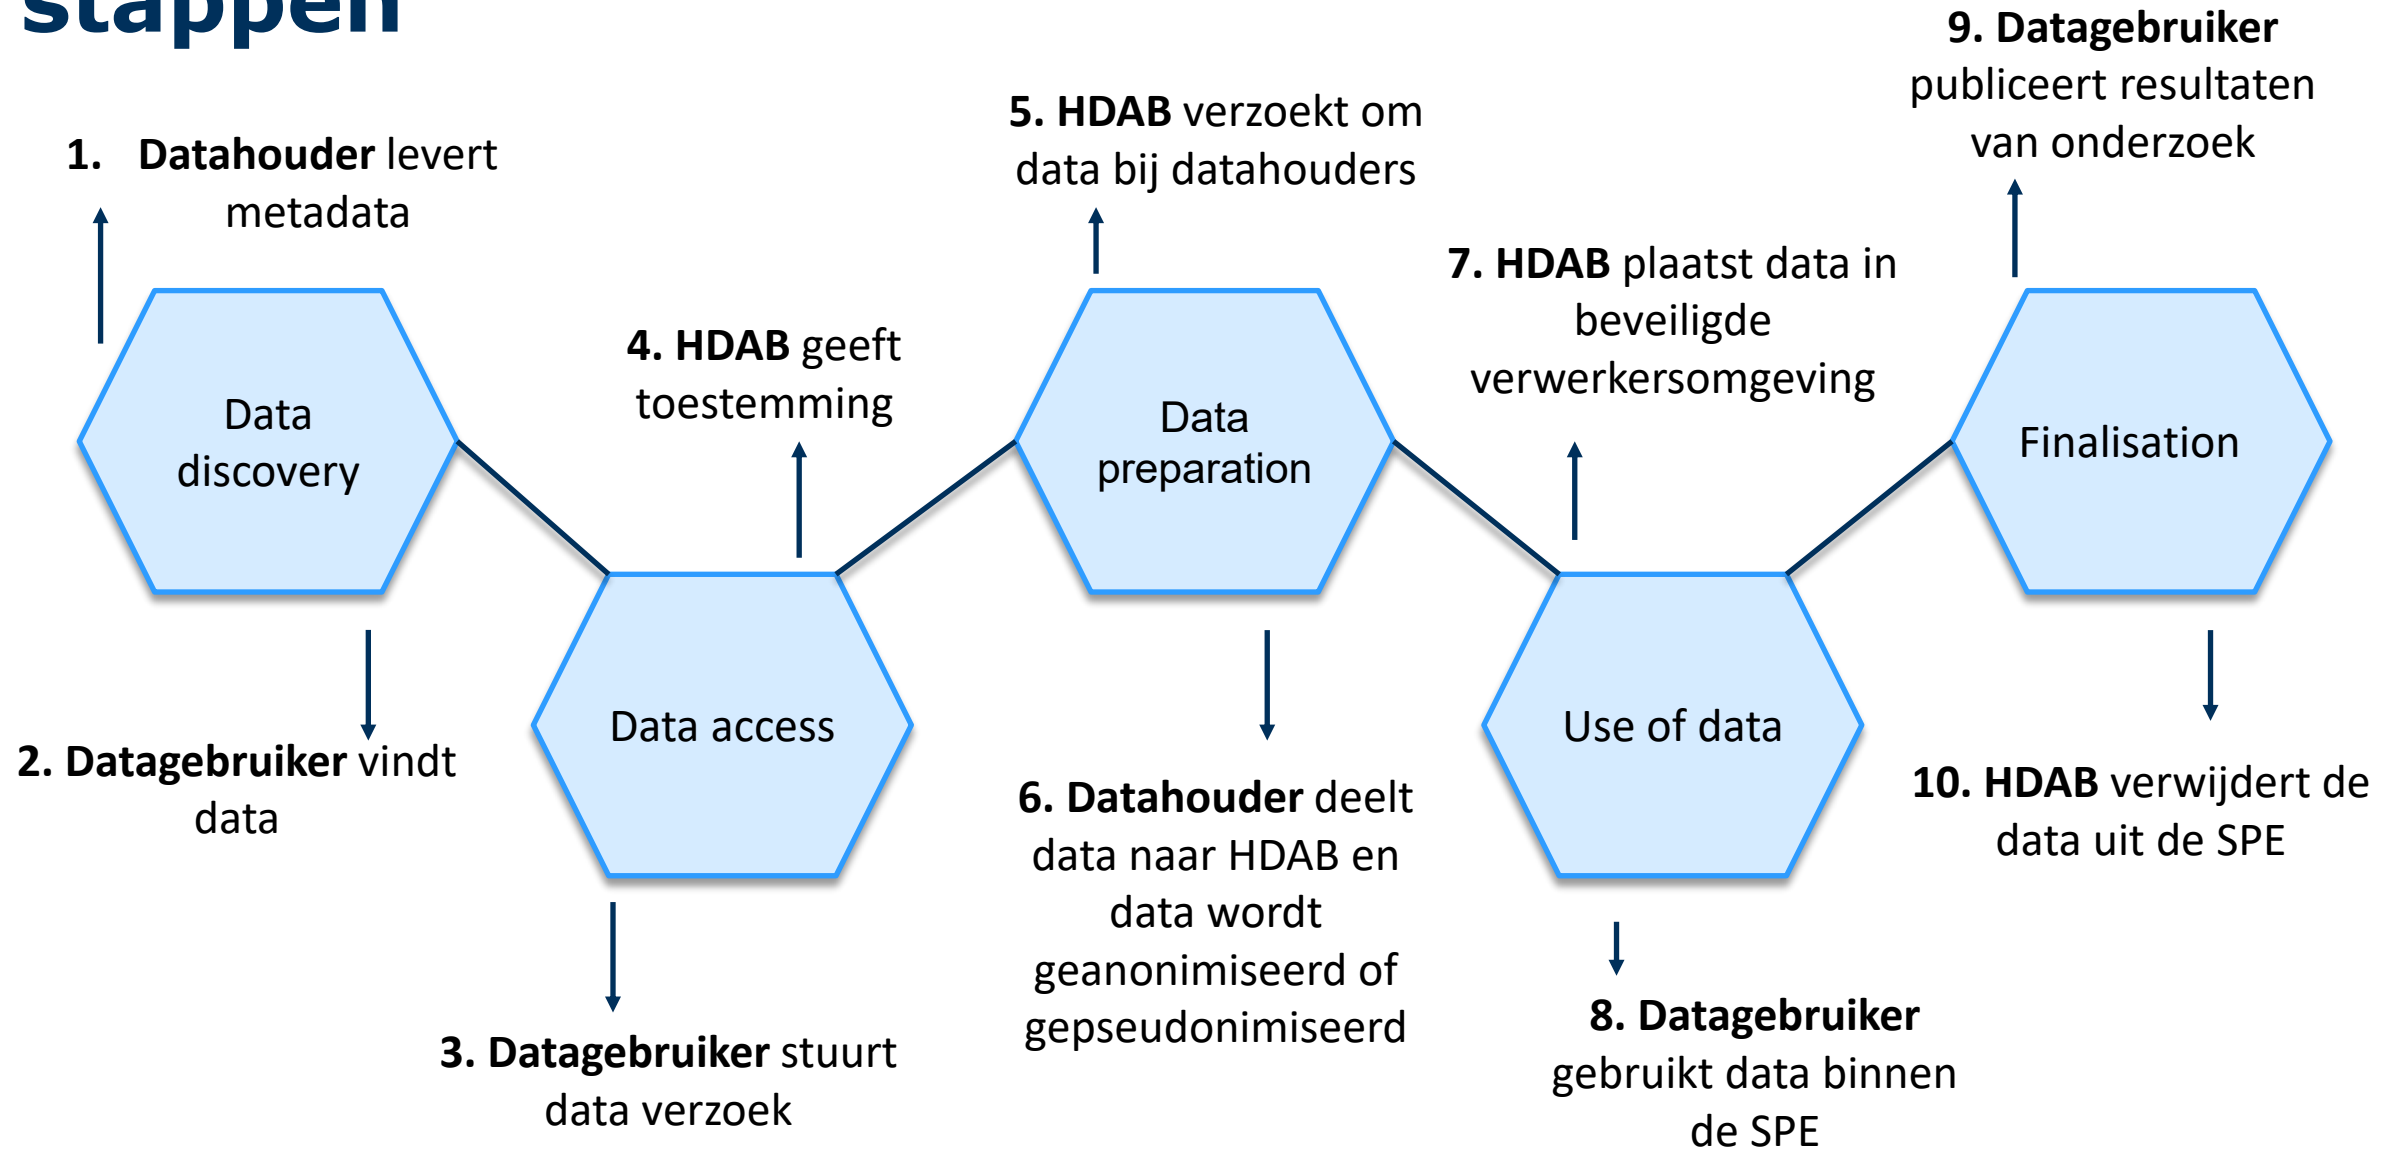 stappen
1. Datahouder levert
metadata
Data
discovery
2. Datagebruiker vindt
data
3. Datagebruiker stuurt
data verzoek
Data access
4. HDAB geeft
toestemming
5. HDAB verzoekt om
data bij datahouders
Data
preparation
6. Datahouder deelt
data naar HDAB en
data wordt
geanonimiseerd of
gepseudonimiseerd
7. HDAB plaatst data in
beveiligde
verwerkersomgeving
Use of data
8. Datagebruiker
gebruikt data binnen
de SPE
9. Datagebruiker
publiceert resultaten
van onderzoek
Finalisation
10. HDAB verwijdert de
data uit de SPE